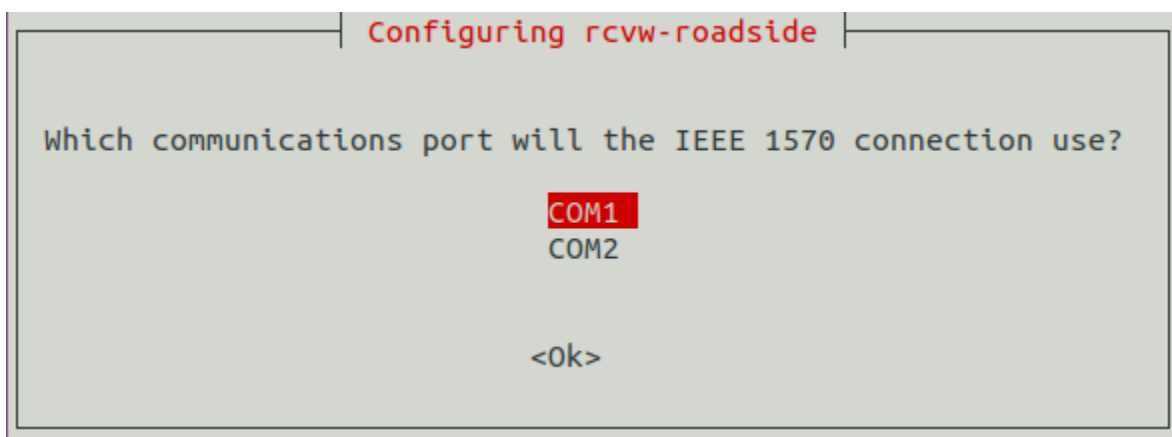 Configuring rcvw-roadside
Which communications port will the IEEE 1570 connection use?
COM1
COM2
<Ok>